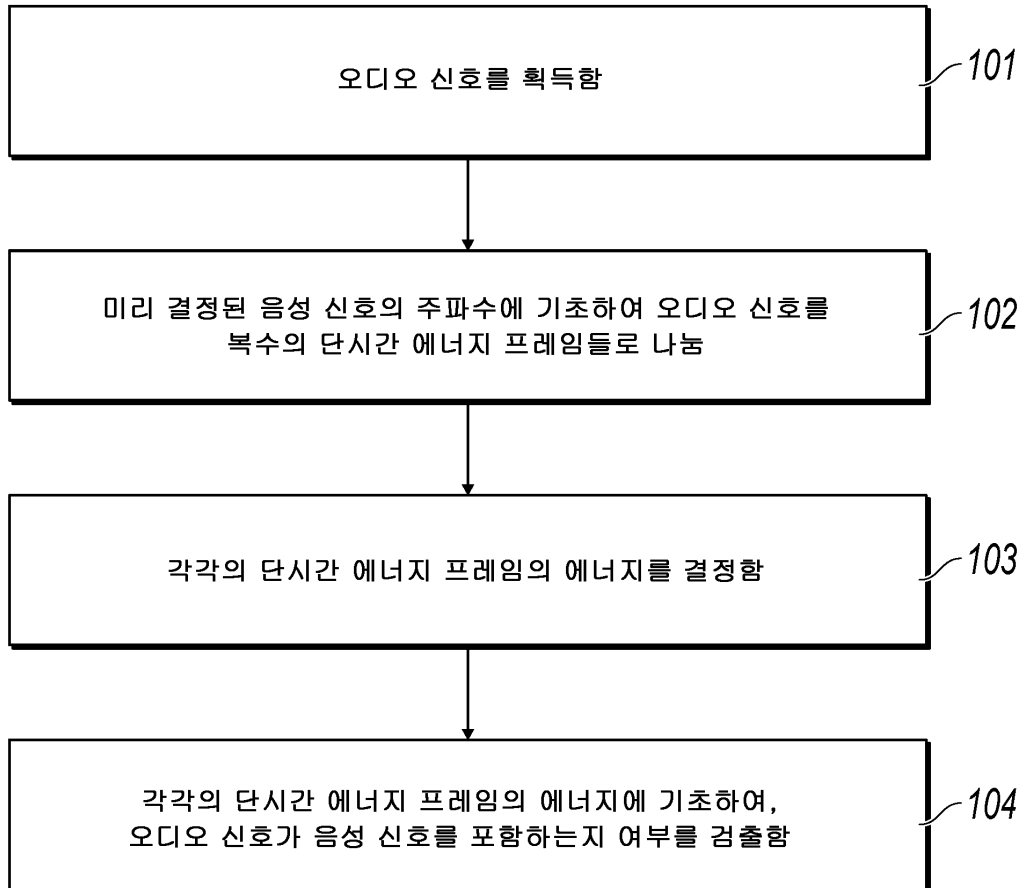 오디오 신호를 획득함
101
미리 결정된 음성 신호의 주파수에 기초하여 오디오 신호를
복수의 단시간 에너지 프레임들로 나눔
102
각각의 단시간 에너지 프레임의 에너지를 결정함
103
각각의 단시간 에너지 프레임의 에너지에 기초하여,
오디오 신호가 음성 신호를 포함하는지 여부를 검출함
104